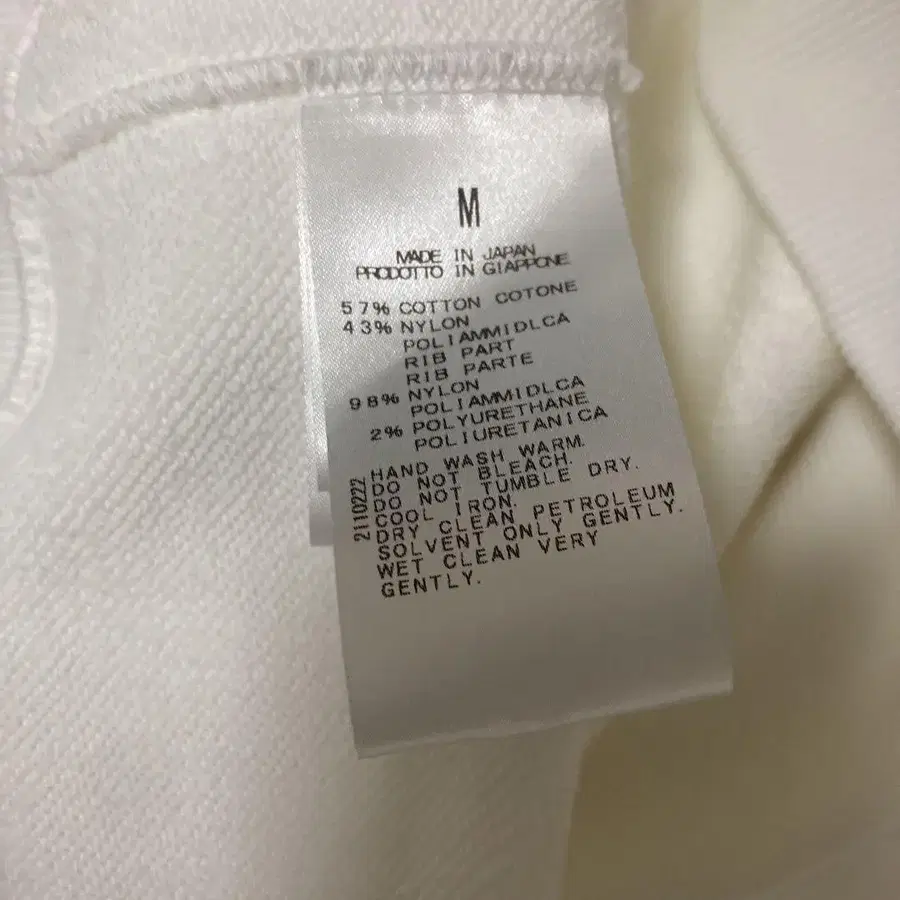 M
MADE IN JAPAN
PRODOTTO IN GIAPPONE
57% COTTON COTONE
43% NYLON
POLIAMMIDLCA
RIB PART
RIB PARTE
98% NYLON
POLIAMMIDLCA
2% POLYURETHANE
POLIURETANICA
2110222
HAND WASH WARM.
DO NOT BLEACH.
DO NOT TUMBLE DRY.
COOL IRON.
DRY CLEAN, PETROLEUM
SOLVENT ONLY GENTLY.
WET CLEAN VERY
GENTLY.